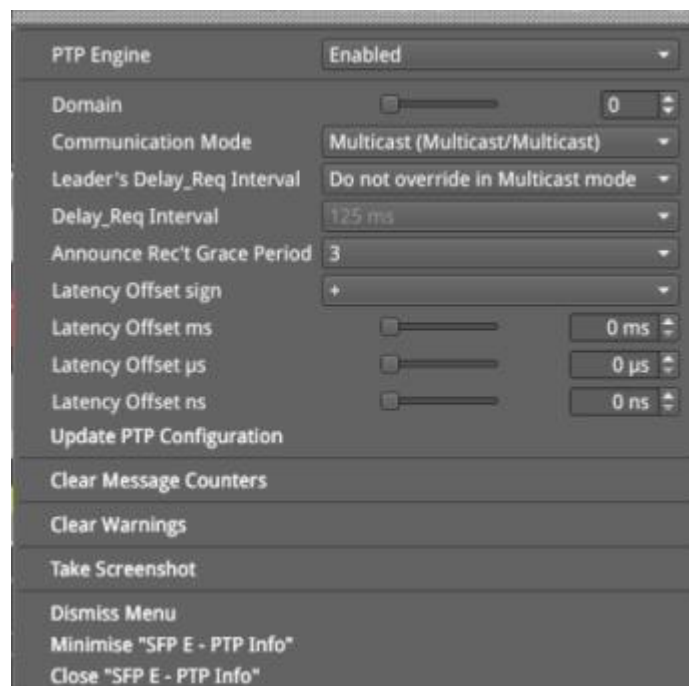 PTP Engine Enabled
Domain 0
Communication Mode Multicast (Multicast/Multicast)
Leader's Delay_Req Interval Do not override in Multicast mode
Delay_Req Interval 125 ms
Announce Rec't Grace Period 3
Latency Offset sign +
Latency Offset ms 0 ms
Latency Offset µs 0 µs
Latency Offset ns 0 ns
Update PTP Configuration
Clear Message Counters
Clear Warnings
Take Screenshot
Dismiss Menu
Minimise "SFP E - PTP Info"
Close "SFP E - PTP Info"